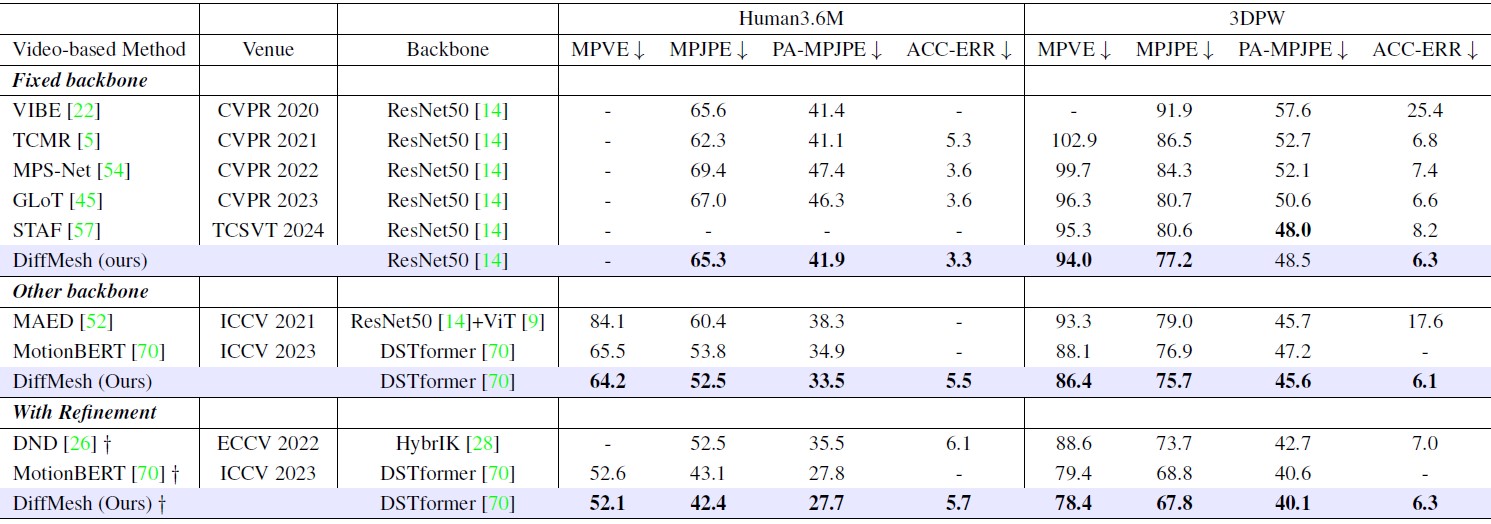 Human3.6M 3DPW
Video-based Method Venue Backbone MPVE ↓ MPJPE ↓ PA-MPJPE ↓ ACC-ERR ↓ MPVE ↓ MPJPE ↓ PA-MPJPE ↓ ACC-ERR ↓
Fixed backbone
VIBE [22] CVPR 2020 ResNet50 [14] - 65.6 41.4 - - 91.9 57.6 25.4
TCMR [5] CVPR 2021 ResNet50 [14] - 62.3 41.1 5.3 102.9 86.5 52.7 6.8
MPS-Net [54] CVPR 2022 ResNet50 [14] - 69.4 47.4 3.6 99.7 84.3 52.1 7.4
GLoT [45] CVPR 2023 ResNet50 [14] - 67.0 46.3 3.6 96.3 80.7 50.6 6.6
STAF [57] TCSVT 2024 ResNet50 [14] - - - - 95.3 80.6 48.0 8.2
DiffMesh (ours) ResNet50 [14] - 65.3 41.9 3.3 94.0 77.2 48.5 6.3
Other backbone
MAED [52] ICCV 2021 ResNet50 [14]+ViT [9] 84.1 60.4 38.3 - 93.3 79.0 45.7 17.6
MotionBERT [70] ICCV 2023 DSTformer [70] 65.5 53.8 34.9 - 88.1 76.9 47.2 -
DiffMesh (Ours) DSTformer [70] 64.2 52.5 33.5 5.5 86.4 75.7 45.6 6.1
With Refinement
DND [26] † ECCV 2022 HybrIK [28] - 52.5 35.5 6.1 88.6 73.7 42.7 7.0
MotionBERT [70] † ICCV 2023 DSTformer [70] 52.6 43.1 27.8 - 79.4 68.8 40.6 -
DiffMesh (Ours) † DSTformer [70] 52.1 42.4 27.7 5.7 78.4 67.8 40.1 6.3